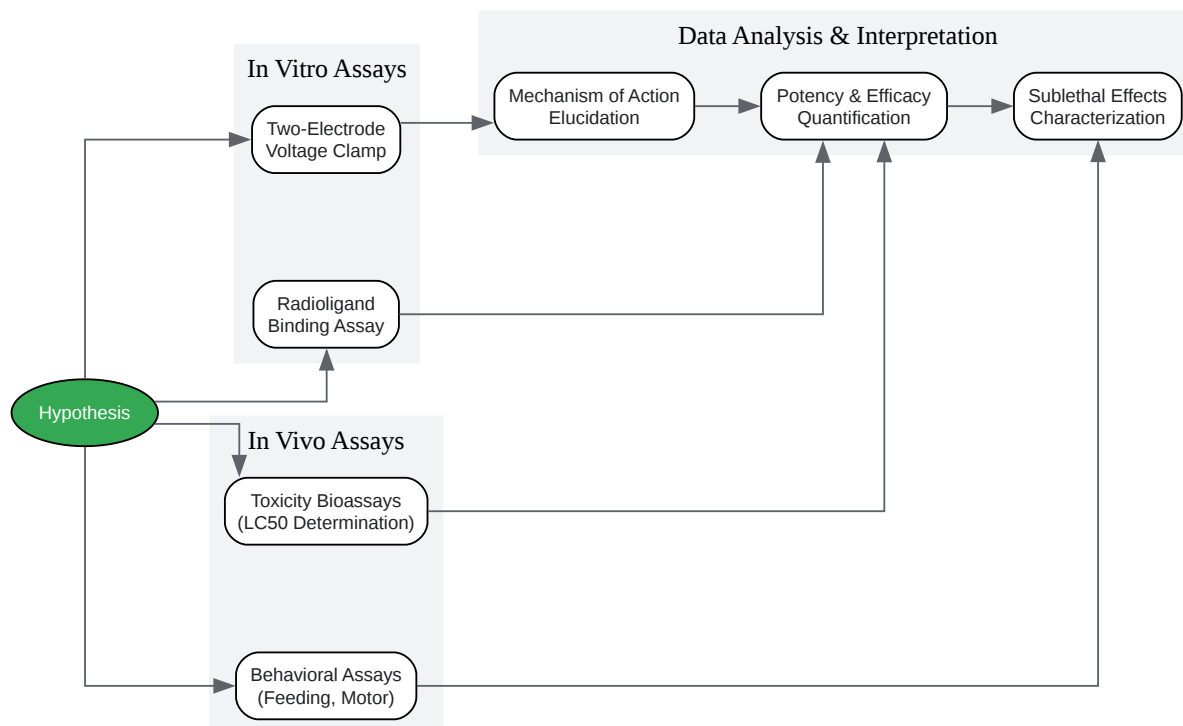 Data Analysis & Interpretation
In Vitro Assays
Mechanism of Action
Elucidation
Potency & Efficacy
Quantification
Sublethal Effects
Characterization
Two-Electrode
Voltage Clamp
Radioligand
Binding Assay
Hypothesis
In Vivo Assays
Toxicity Bioassays
(LC50 Determination)
Behavioral Assays
(Feeding, Motor)